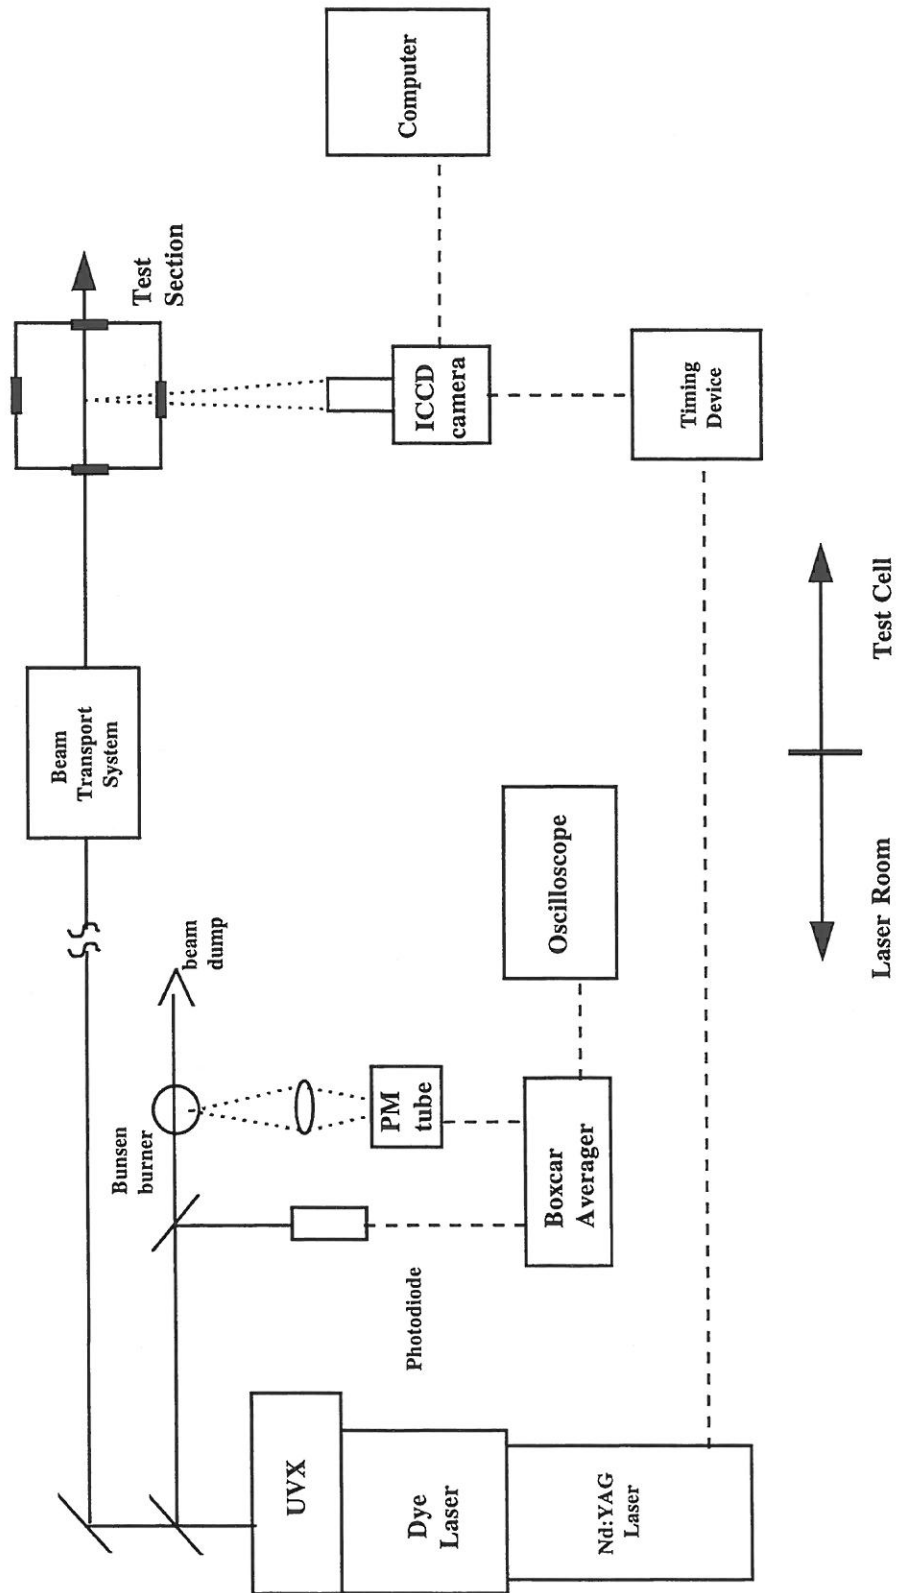 Beam
Transport
System
Test
Section
beam
dump
Bunsen
burner
PM
tube
ICCD
camera
Computer
UVX
Photodiode
Boxcar
Averager
Oscilloscope
Dye
Laser
Timing
Device
Nd:YAG
Laser
Laser Room
Test Cell